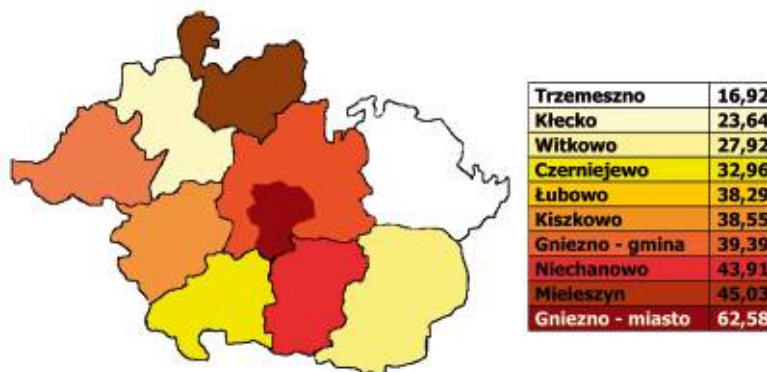 Trzemeszno 16,92
Kłecko 23,64
Witkowo 27,92
Czerniejewo 32,96
Łubowo 38,29
Kiszkowo 38,55
Gniezno - gmina 39,39
Niechanowo 43,91
Mieleszyn 45,03
Gniezno - miasto 62,58